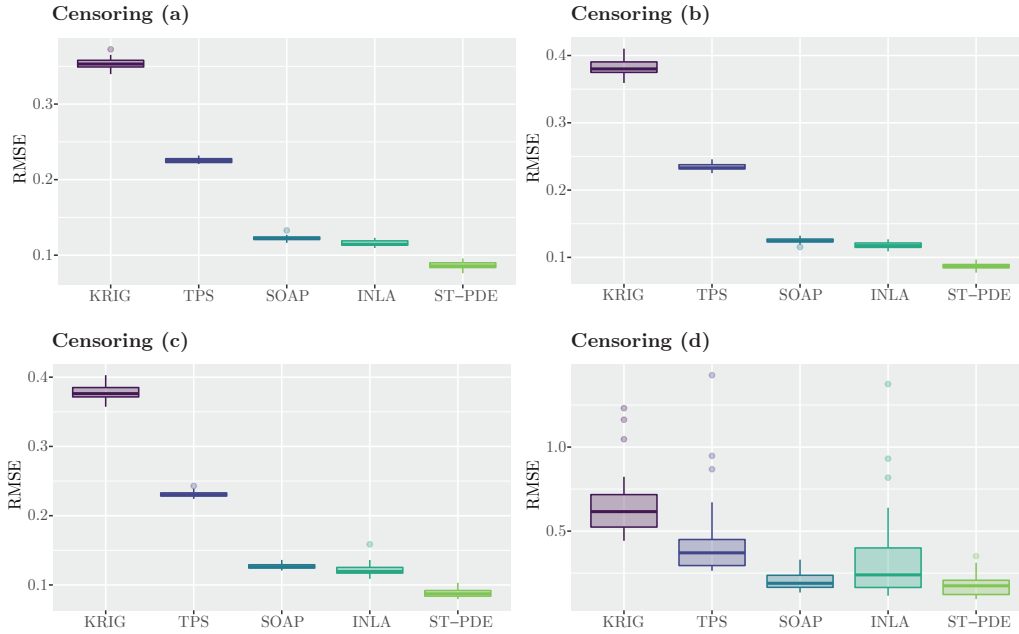 Censoring (a)
RMSE
0.3
0.2
0.1
KRIG TPS SOAP INLA ST−PDE
Censoring (b)
RMSE
0.4
0.3
0.2
0.1
KRIG TPS SOAP INLA ST−PDE
Censoring (c)
RMSE
0.4
0.3
0.2
0.1
KRIG TPS SOAP INLA ST−PDE
Censoring (d)
RMSE
1.0
0.5
KRIG TPS SOAP INLA ST−PDE